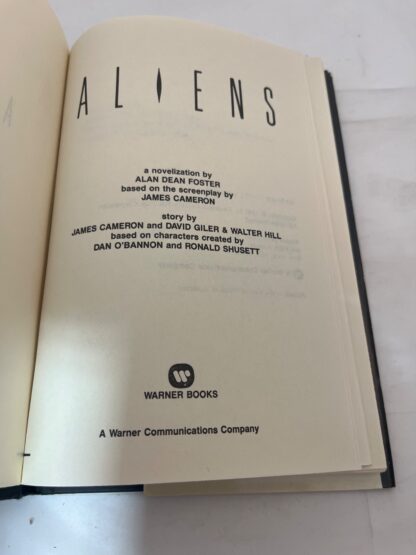 ALIENS
a novelization by
ALAN DEAN FOSTER
based on the screenplay by
JAMES CAMERON
story by
JAMES CAMERON and DAVID GILER & WALTER HILL
based on characters created by
DAN O'BANNON and RONALD SHUSETT
WARNER BOOKS
A Warner Communications Company